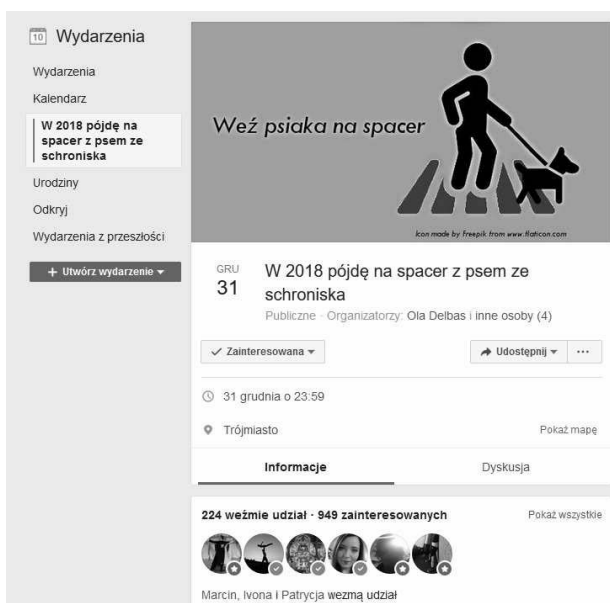 10 Wydarzenia
Wydarzenia
Kalendarz
W 2018 pójdę na
spacer z psem ze
schroniska
Urodziny
Odkryj
Wydarzenia z przeszłości
+ Utwórz wydarzenie
Weź psiaka na spacer
Icon made by Freepik from www.flaticon.com
GRU
31
W 2018 pójdę na spacer z psem ze
schroniska
Publiczne · Organizatorzy: Ola Delbas i inne osoby (4)
Zainteresowana
Udostępnij
31 grudnia o 23:59
Trójmiasto
Pokaż mapę
Informacje
Dyskusja
224 weźmie udział · 949 zainteresowanych
Pokaż wszystkie
Marcin, Ivona i Patrycja wezmą udział